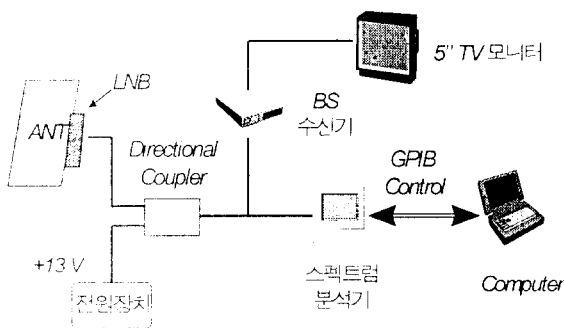 5" TV 모니터
LNB
BS
수신기
ANT
Directional
Coupler
GPIB
Control
+13 V
전원장치
스펙트럼
분석기
Computer